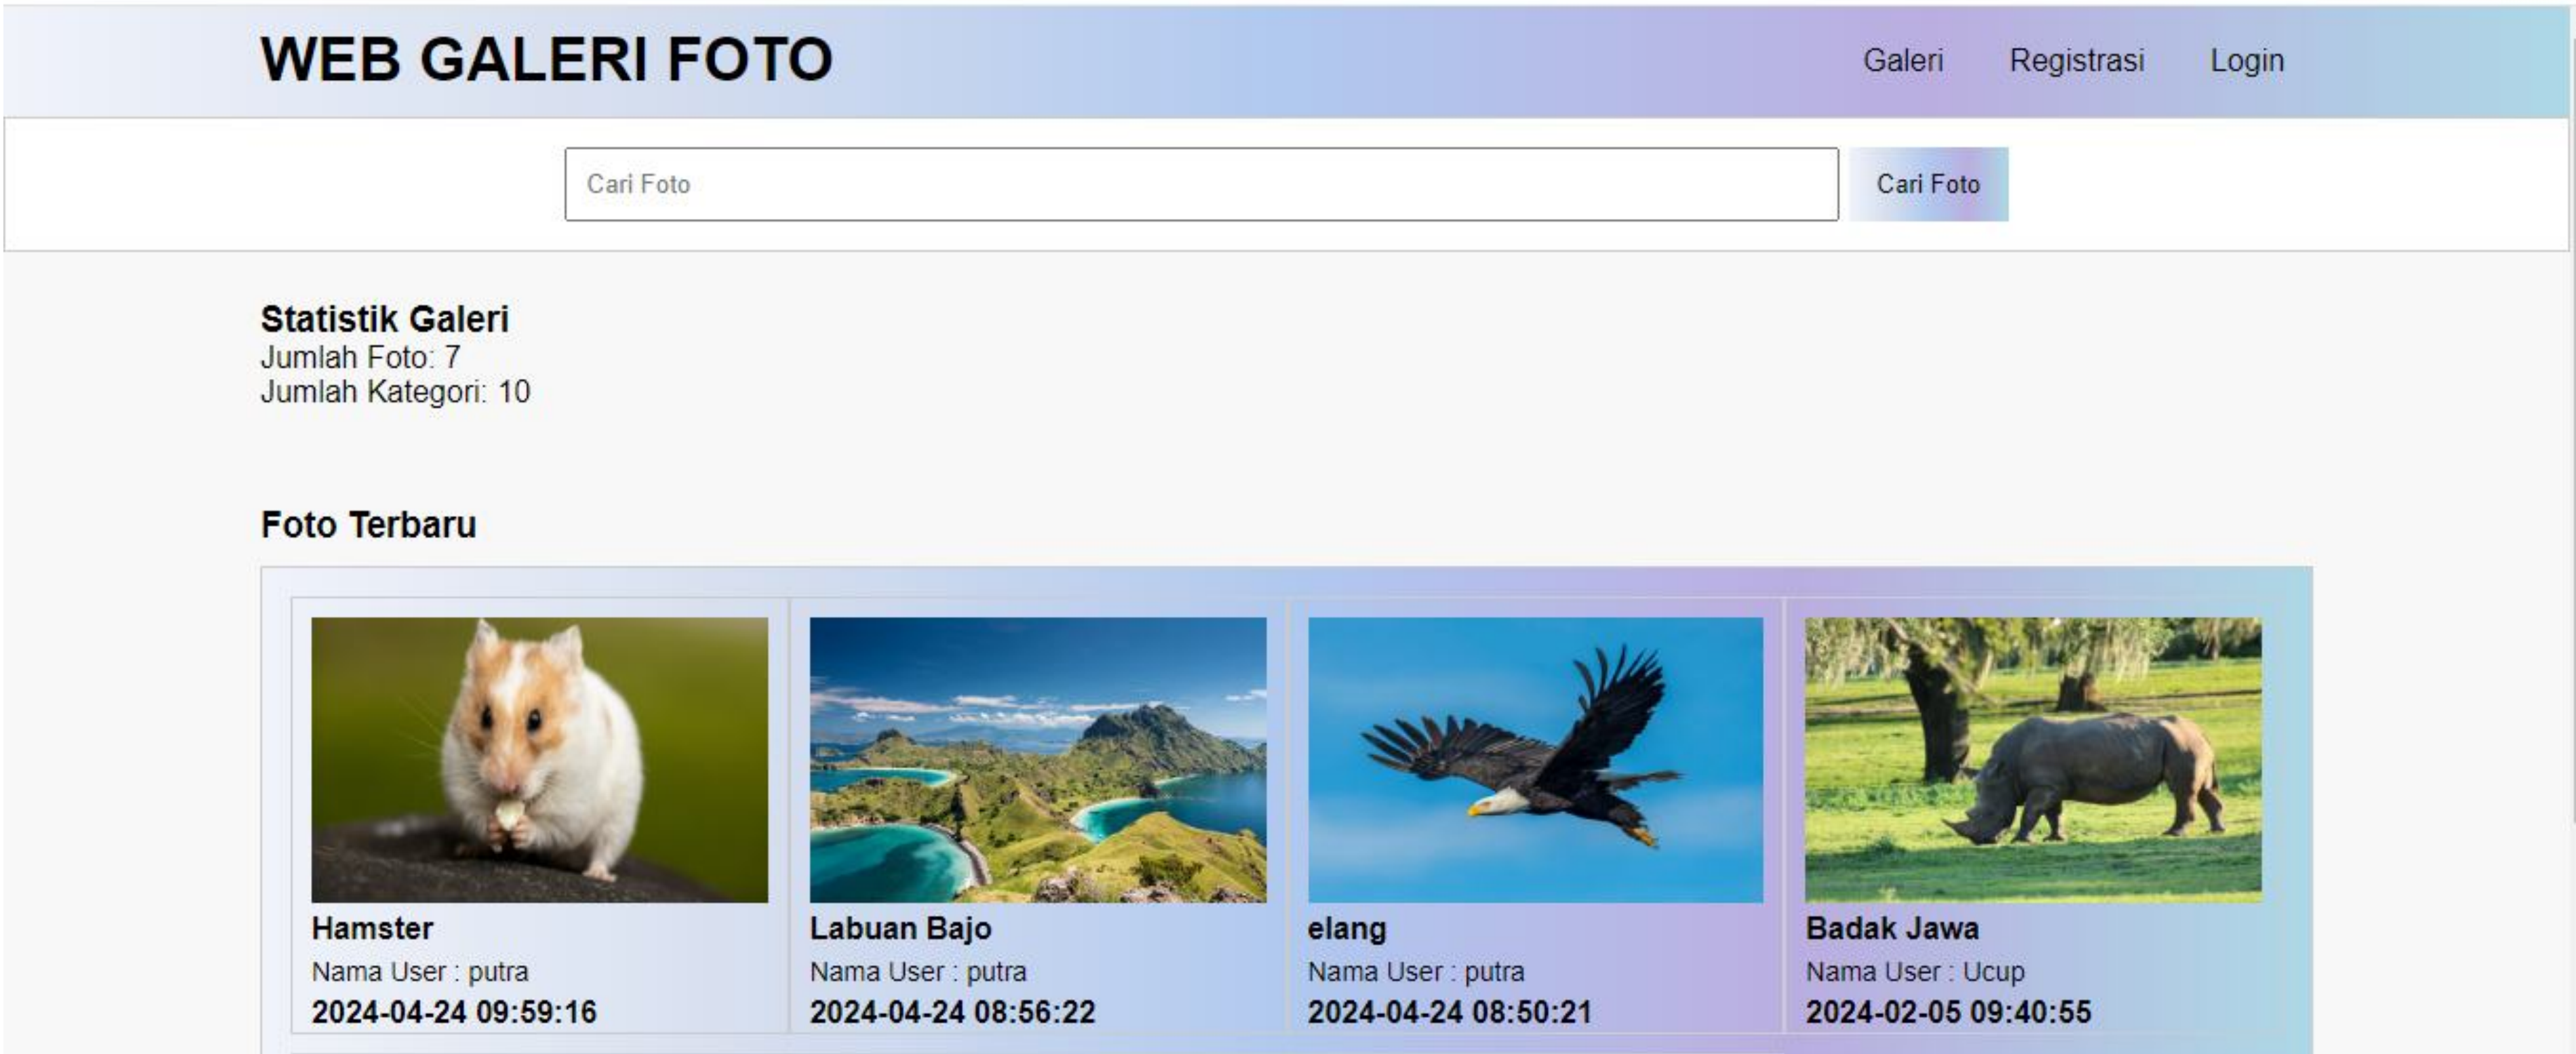 WEB GALERI FOTO
Galeri Registrasi Login
Cari Foto
Cari Foto
Statistik Galeri
Jumlah Foto: 7
Jumlah Kategori: 10
Foto Terbaru
Hamster
Nama User : putra
2024-04-24 09:59:16
Labuan Bajo
Nama User : putra
2024-04-24 08:56:22
elang
Nama User : putra
2024-04-24 08:50:21
Badak Jawa
Nama User : Ucup
2024-02-05 09:40:55